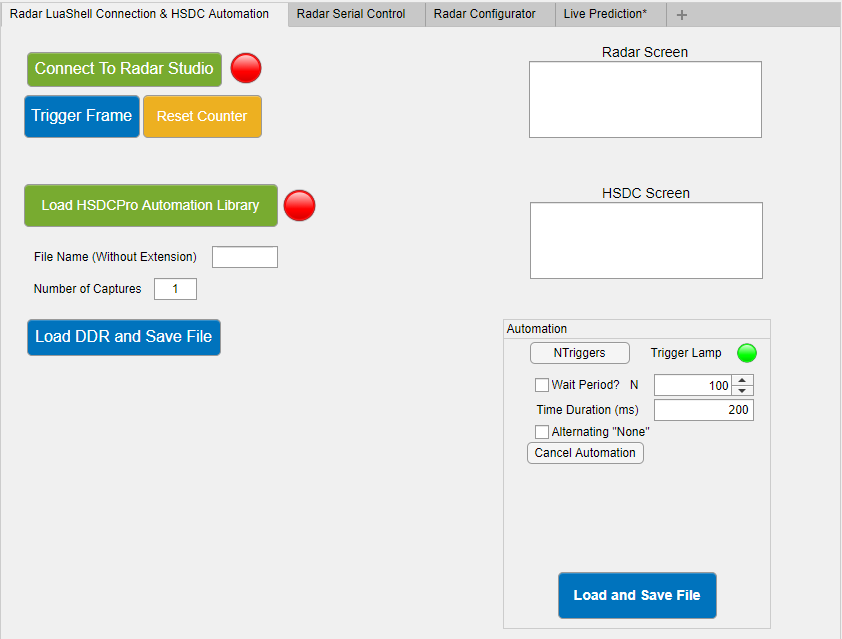 Radar LuaShell Connection & HSDC Automation
Radar Serial Control
Radar Configurator
Live Prediction*
+
Connect To Radar Studio
Trigger Frame
Reset Counter
Radar Screen
Load HSDCPro Automation Library
HSDC Screen
File Name (Without Extension)
Number of Captures 1
Load DDR and Save File
Automation
NTriggers
Trigger Lamp
Wait Period? N 100
Time Duration (ms) 200
Alternating "None"
Cancel Automation
Load and Save File